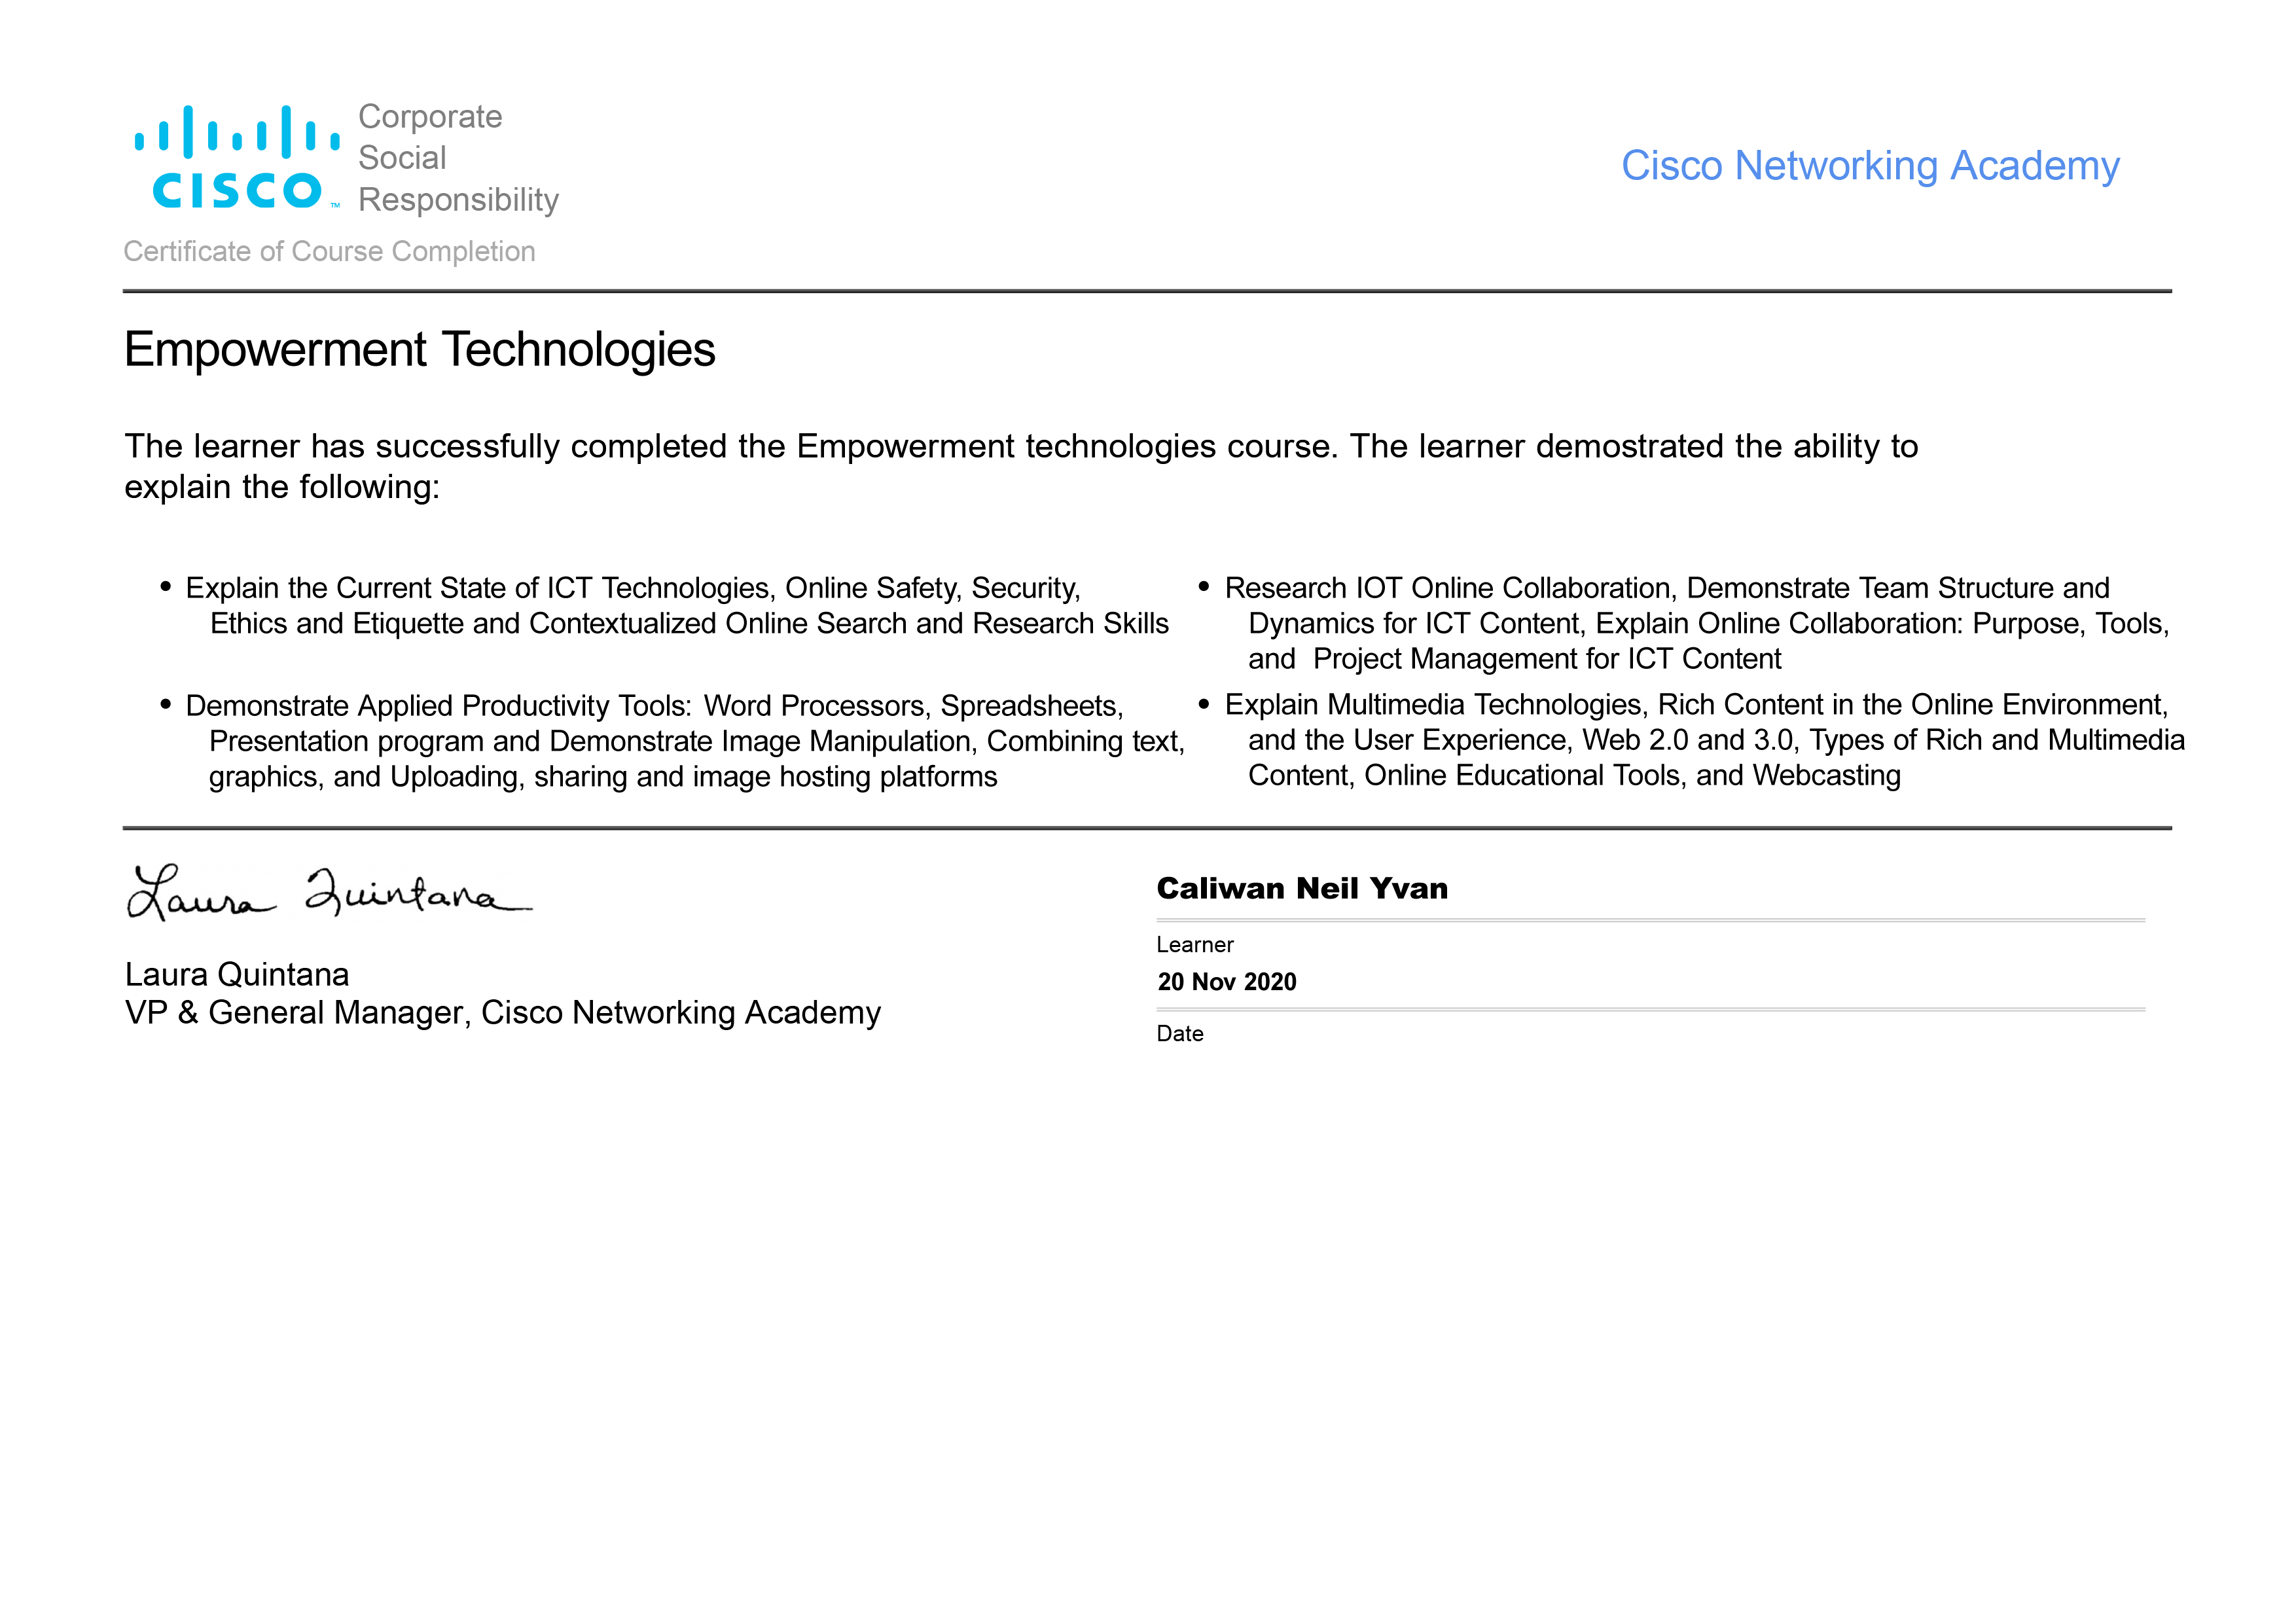 Corporate
Social
Responsibility
CISCO™
Cisco Networking Academy
Certificate of Course Completion
Empowerment Technologies
The learner has successfully completed the Empowerment technologies course. The learner demostrated the ability to
explain the following:
• Explain the Current State of ICT Technologies, Online Safety, Security,
Ethics and Etiquette and Contextualized Online Search and Research Skills
• Demonstrate Applied Productivity Tools: Word Processors, Spreadsheets,
Presentation program and Demonstrate Image Manipulation, Combining text,
graphics, and Uploading, sharing and image hosting platforms
• Research IOT Online Collaboration, Demonstrate Team Structure and
Dynamics for ICT Content, Explain Online Collaboration: Purpose, Tools,
and Project Management for ICT Content
• Explain Multimedia Technologies, Rich Content in the Online Environment,
and the User Experience, Web 2.0 and 3.0, Types of Rich and Multimedia
Content, Online Educational Tools, and Webcasting
Laura Quintana
Laura Quintana
VP & General Manager, Cisco Networking Academy
Caliwan Neil Yvan
Learner
20 Nov 2020
Date